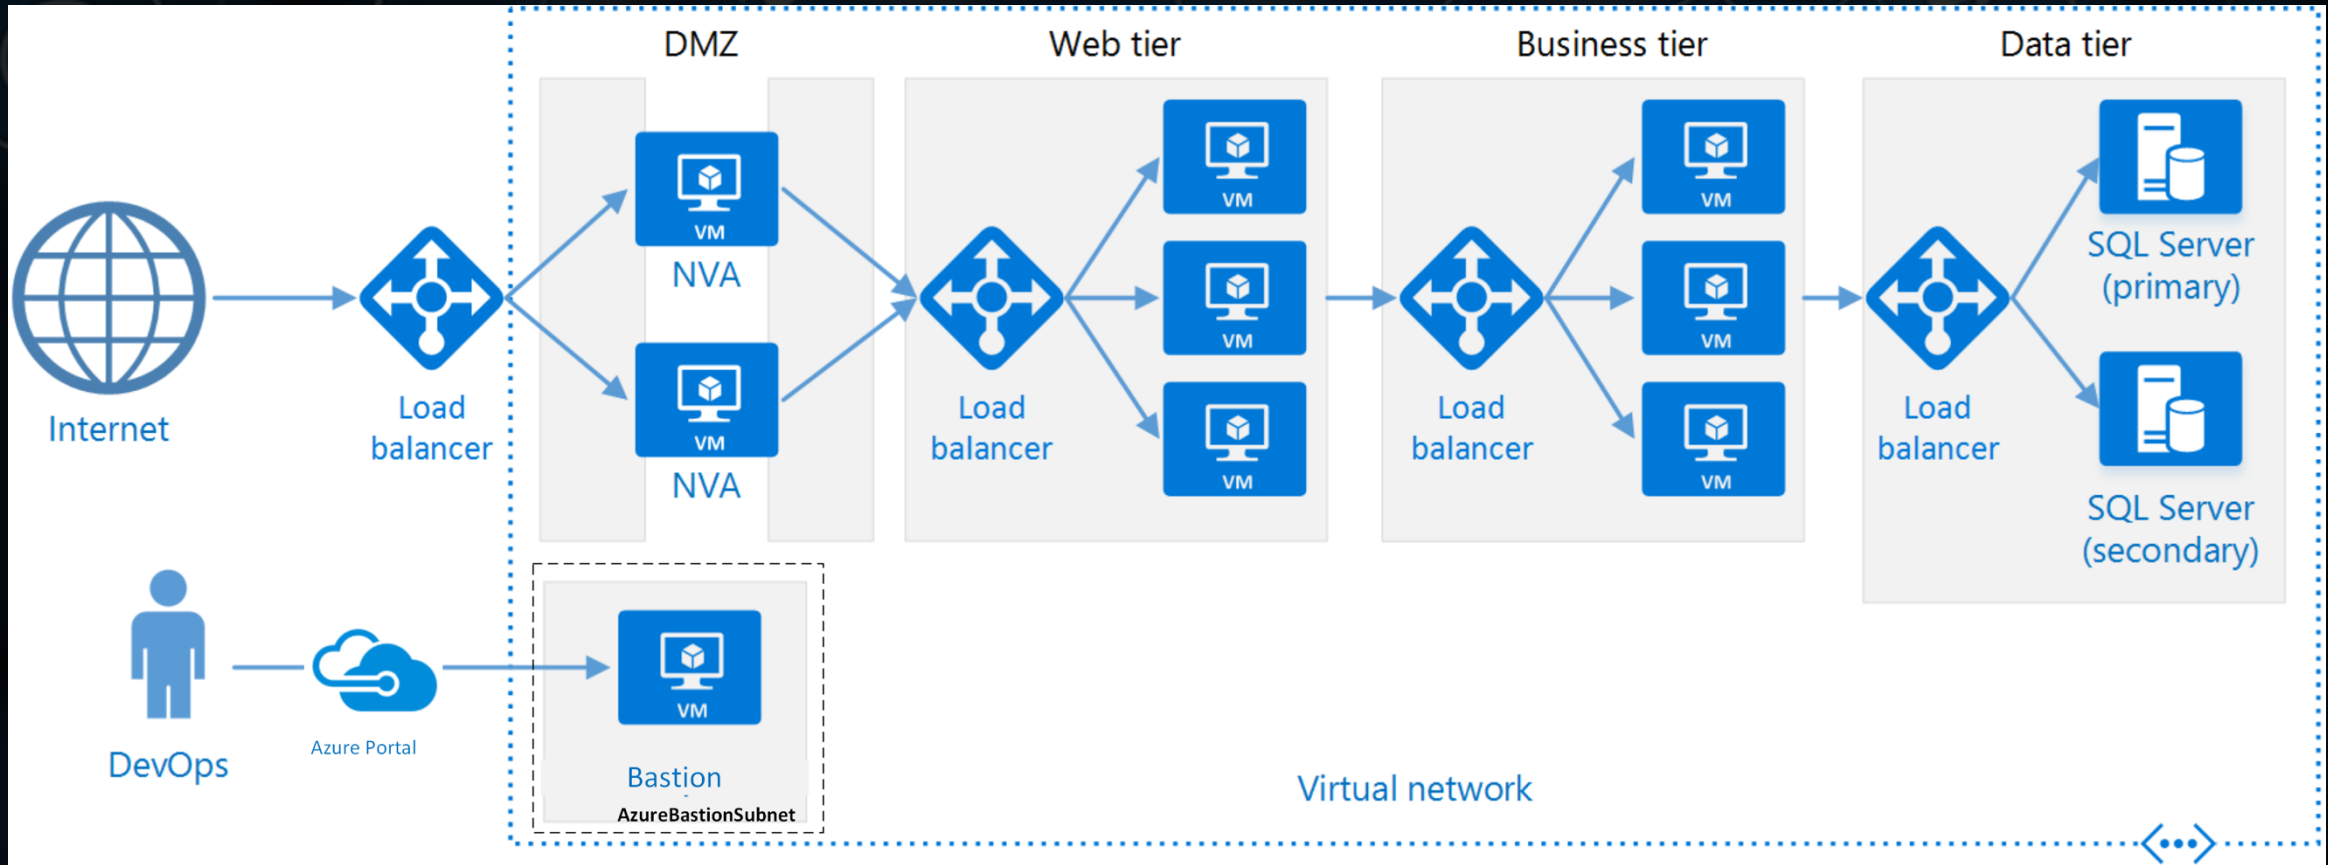 DMZ
Web tier
Business tier
Data tier
VM
NVA
VM
NVA
VM
VM
VM
VM
VM
VM
SQL Server
(primary)
SQL Server
(secondary)
Internet
Load
balancer
Load
balancer
Load
balancer
Load
balancer
DevOps
Azure Portal
VM
Bastion
AzureBastionSubnet
Virtual network